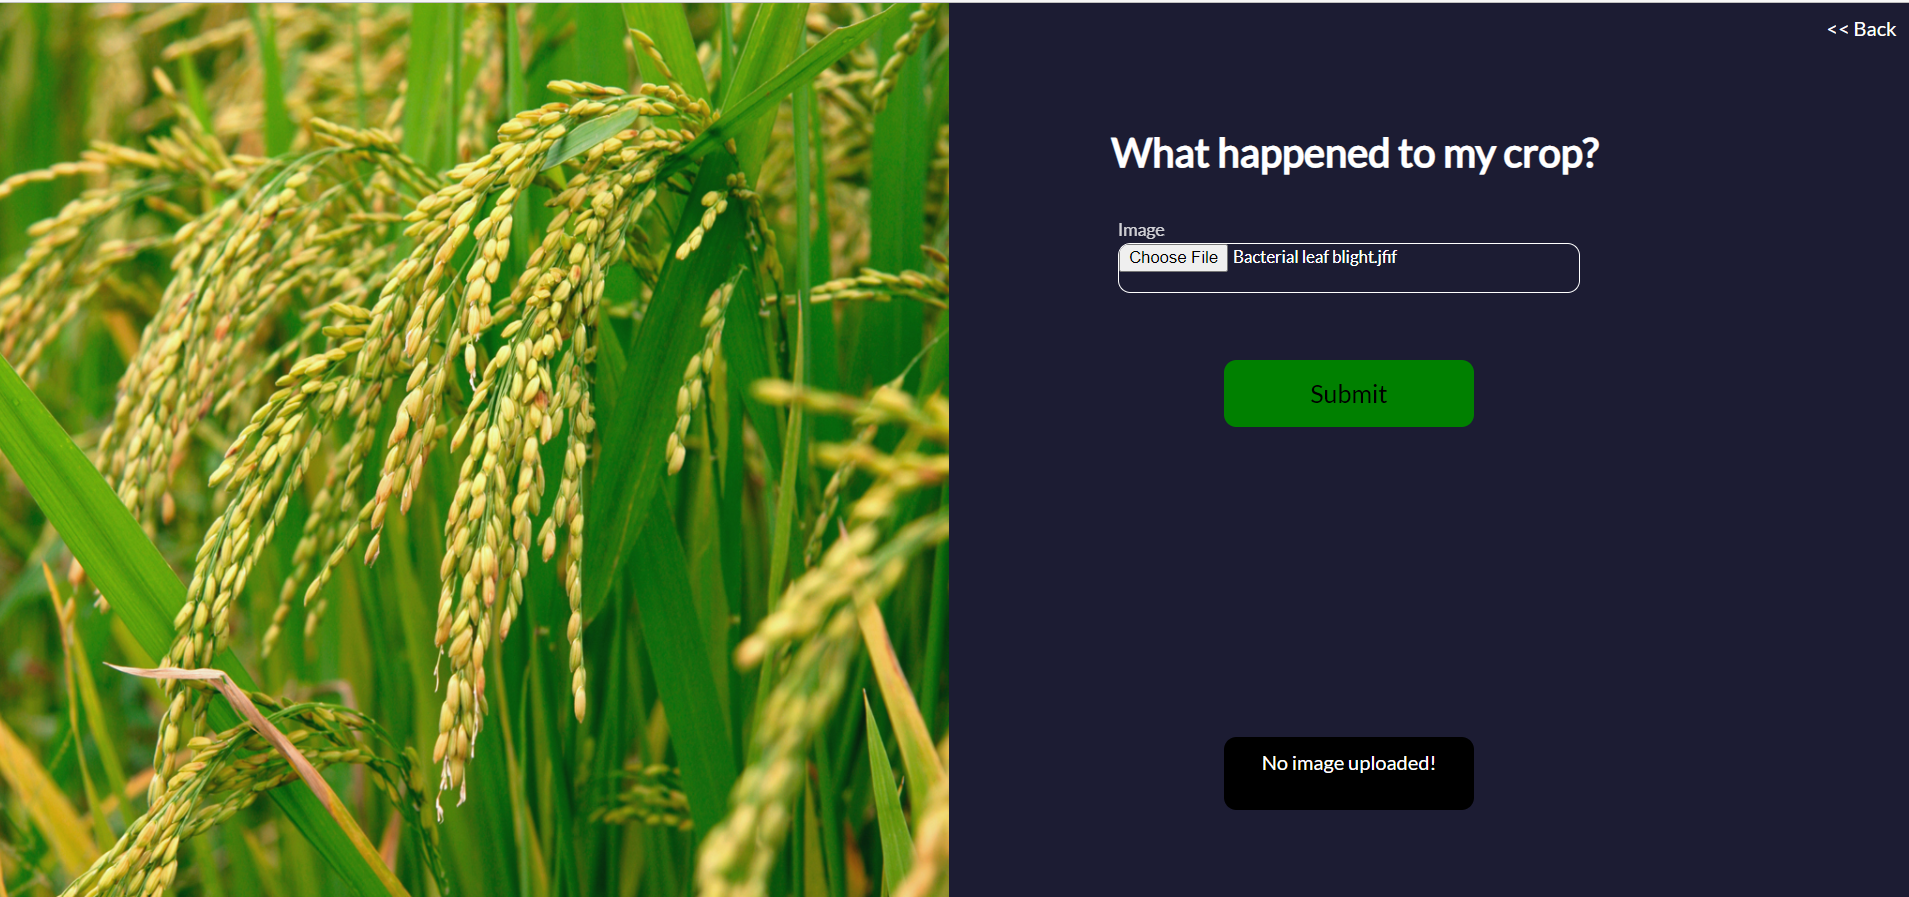 << Back
What happened to my crop?
Image
Choose File Bacterial leaf blight.jfif
Submit
No image uploaded!